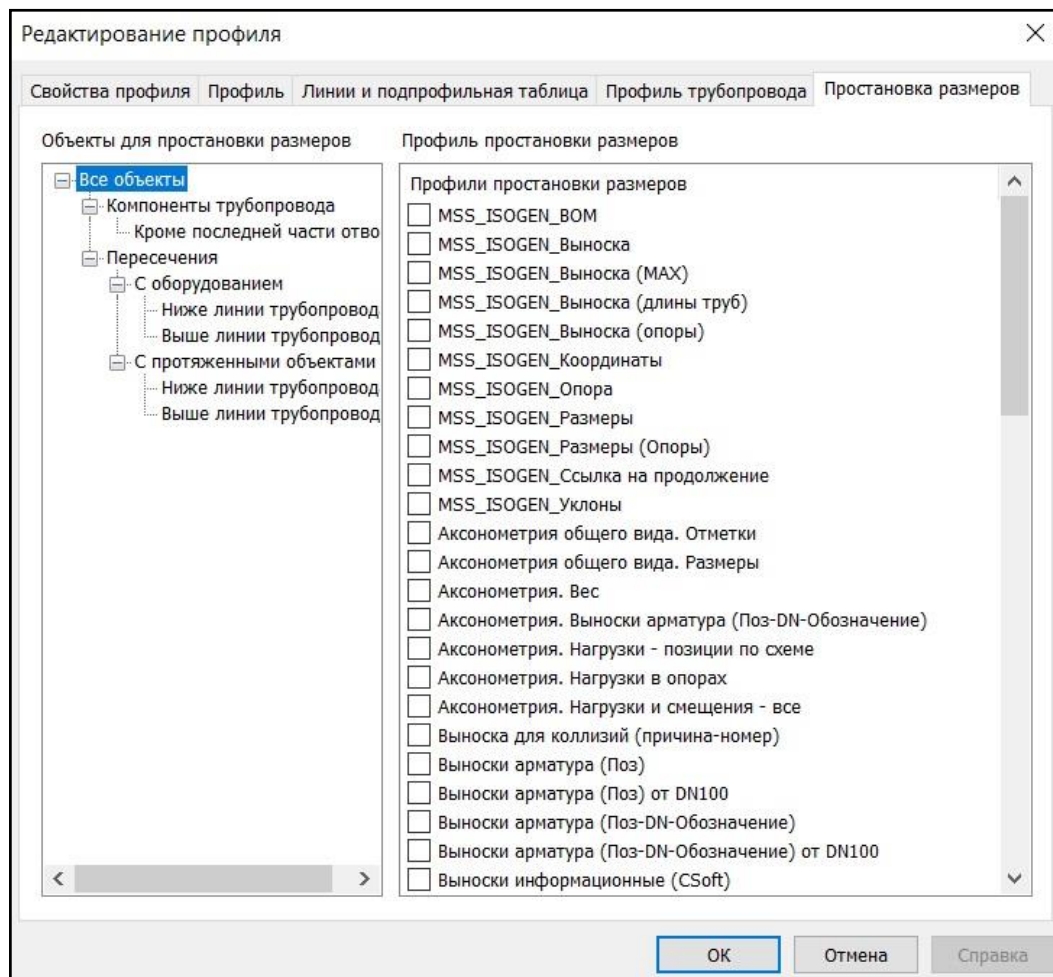 Редактирование профиля
Свойства профиля Профиль Линии и подпрофильная таблица Профиль трубопровода Простановка размеров
Объекты для простановки размеров
Все объекты
Компоненты трубопровода
Кроме последней части отво
Пересечения
С оборудованием
Ниже линии трубопровод
Выше линии трубопровод
С протяженными объектами
Ниже линии трубопровод
Выше линии трубопровод
Профиль простановки размеров
Профили простановки размеров
MSS_ISOGEN_BOM
MSS_ISOGEN_Выноска
MSS_ISOGEN_Выноска (MAX)
MSS_ISOGEN_Выноска (длины труб)
MSS_ISOGEN_Выноска (опоры)
MSS_ISOGEN_Координаты
MSS_ISOGEN_Опора
MSS_ISOGEN_Размеры
MSS_ISOGEN_Размеры (Опоры)
MSS_ISOGEN_Ссылка на продолжение
MSS_ISOGEN_Уклоны
Аксонометрия общего вида. Отметки
Аксонометрия общего вида. Размеры
Аксонометрия. Вес
Аксонометрия. Выноски арматура (Поз-DN-Обозначение)
Аксонометрия. Нагрузки - позиции по схеме
Аксонометрия. Нагрузки в опорах
Аксонометрия. Нагрузки и смещения - все
Выноска для коллизий (причина-номер)
Выноски арматура (Поз)
Выноски арматура (Поз) от DN100
Выноски арматура (Поз-DN-Обозначение)
Выноски арматура (Поз-DN-Обозначение) от DN100
Выноски информационные (CSoft)
ОК Отмена Справка